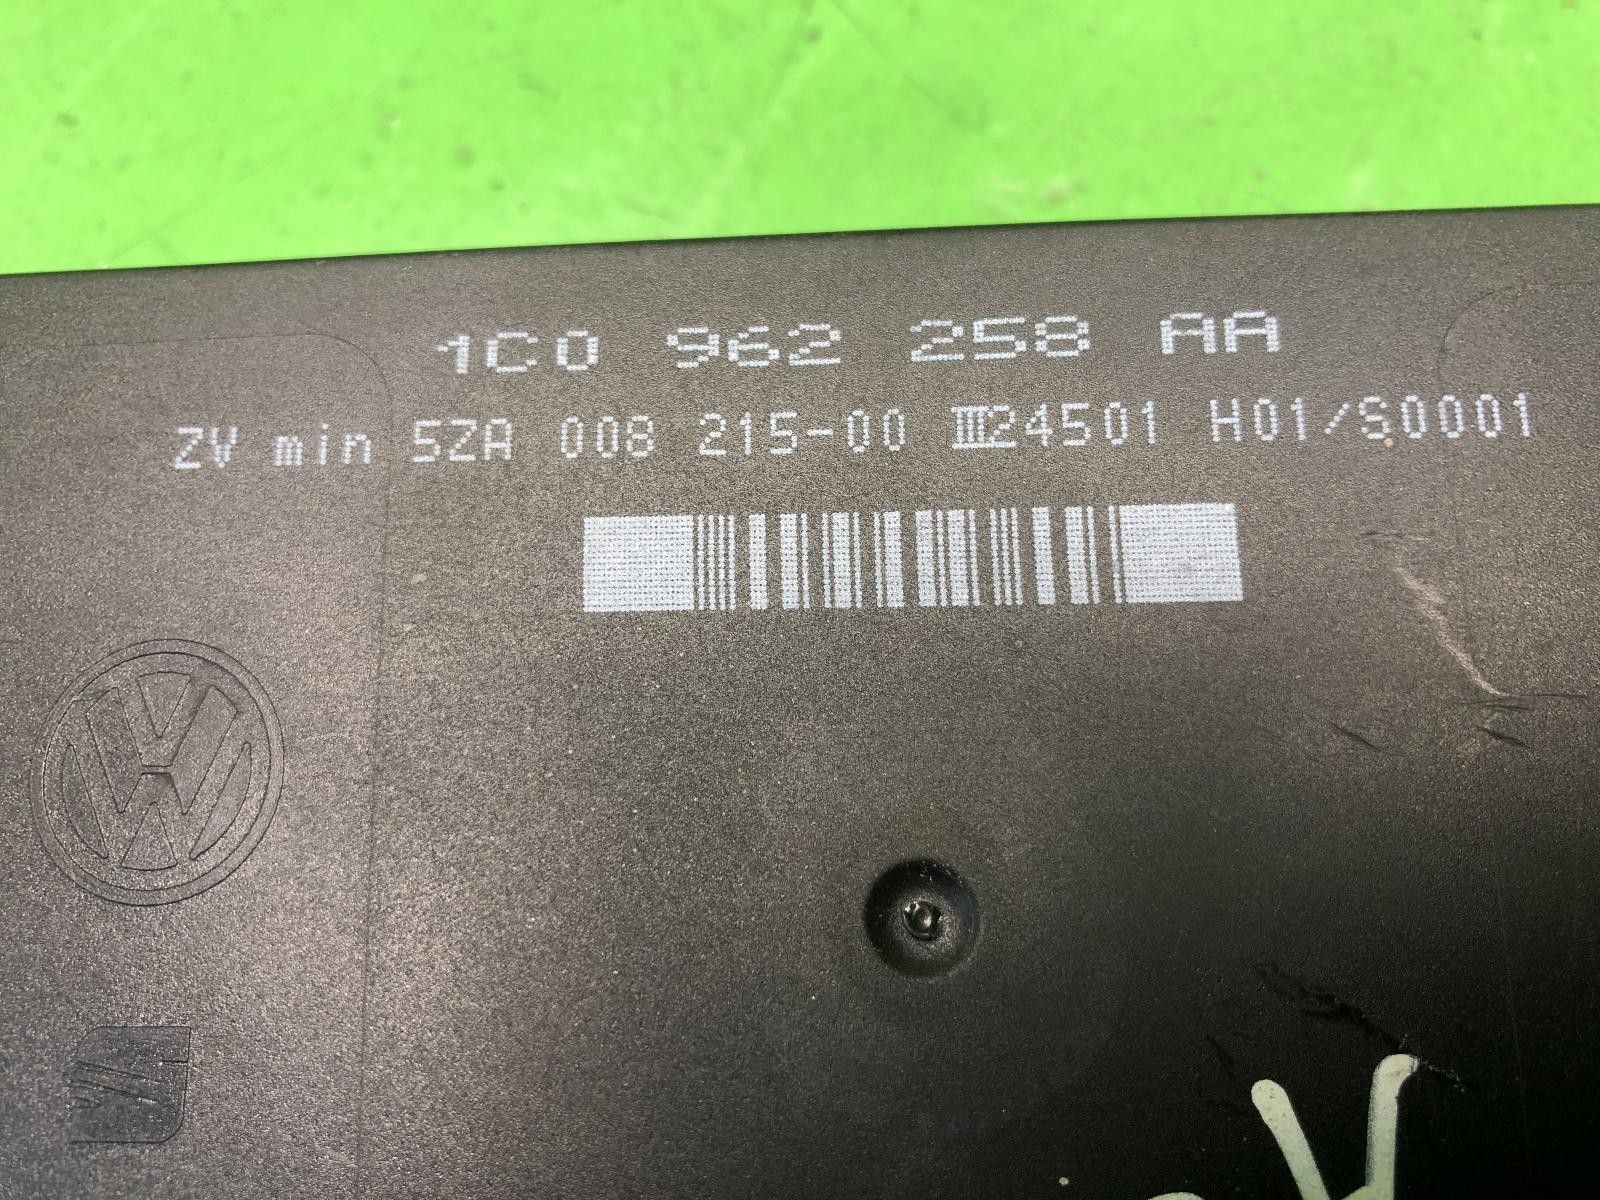 1C0 962 258 AA
ZV min 5ZA 008 215-00 III24501 H01/S0001